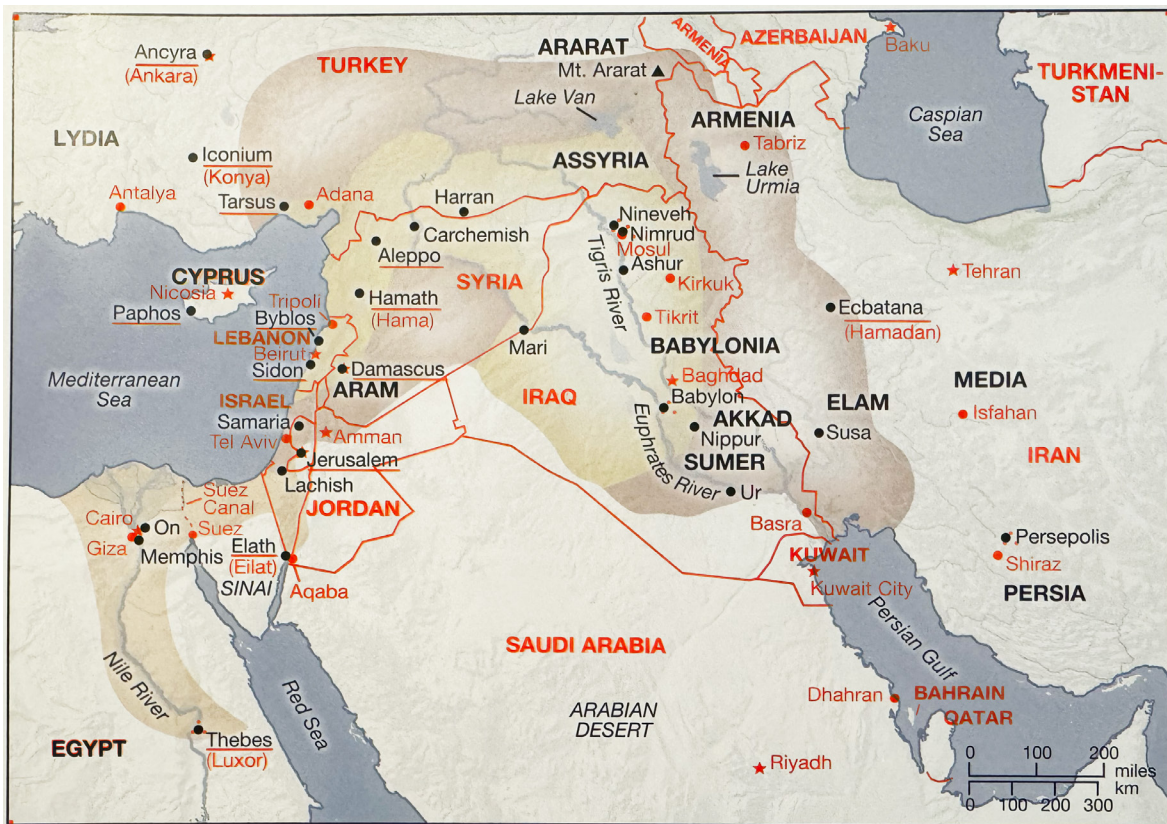 Ancyra
(Ankara)
TURKEY
ARARAT
Mt. Ararat
ARMENIA
AZERBAIJAN
Baku
TURKMENI-
STAN
Caspian
Sea
Lake Van
LYDIA
ARMENIA
Tabriz
Iconium
(Konya)
ASSYRIA
Lake
Urmia
Antalya
Tarsus
Adana
Harran
Carchemish
Nineveh
Nimrud
Mosul
Aleppo
Ashur
CYPRUS
Nicosia
Paphos
SYRIA
Tigris River
Kirkuk
Tehran
Tripoli
Byblos
Hamath
(Hama)
Tikrit
Ecbatana
(Hamadan)
LEBANON
Beirut
Sidon
Mari
BABYLONIA
Mediterranean
Sea
Damascus
ARAM
Baghdad
Babylon
MEDIA
ISRAEL
IRAQ
AKKAD
ELAM
Isfahan
Samaria
Tel Aviv
Amman
Euphrates River
Nippur
Susa
Jerusalem
SUMER
IRAN
Lachish
Ur
Suez
Canal
JORDAN
Cairo
On
Suez
Basra
Giza
Memphis
Elath
(Eilat)
Persepolis
KUWAIT
Shiraz
SINAI
Aqaba
Kuwait City
PERSIA
Persian Gulf
SAUDI ARABIA
Nile River
Red Sea
Dhahran
BAHRAIN
ARABIAN
DESERT
QATAR
EGYPT
Thebes
(Luxor)
Riyadh
0 100 200
miles
km
0 100 200 300